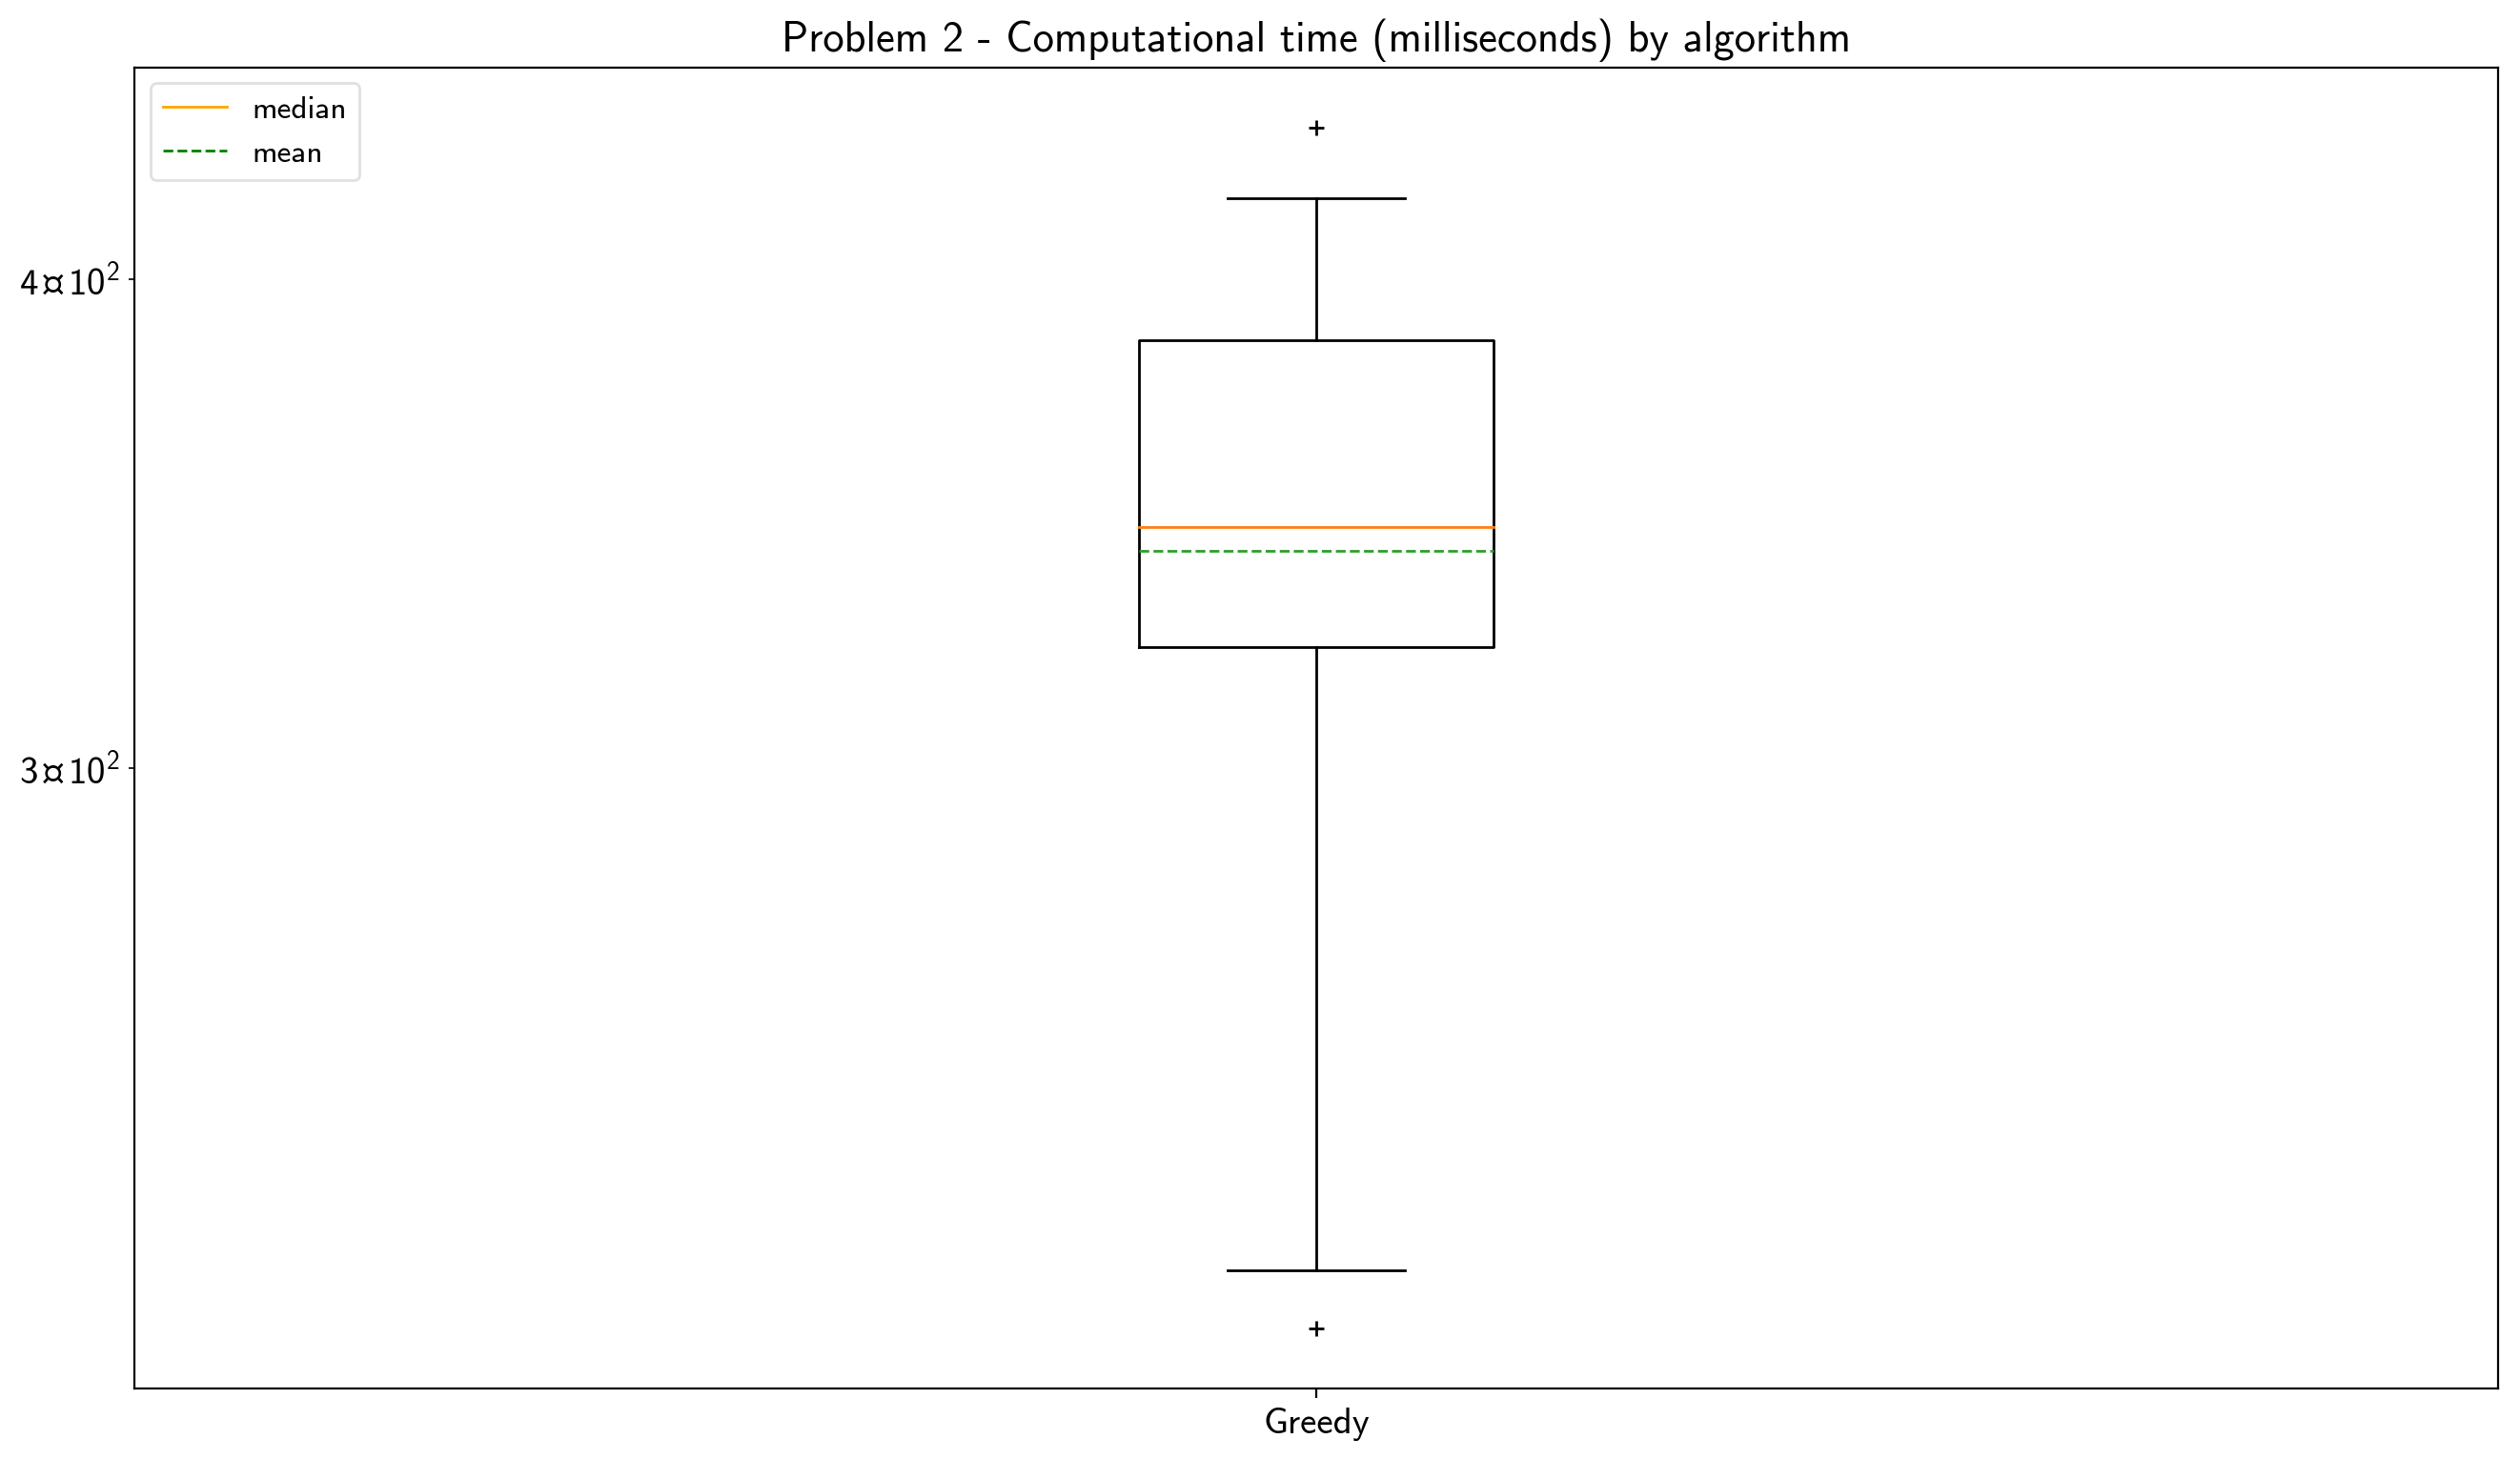 Problem 2 - Computational time (milliseconds) by algorithm
median
mean
4¤10²
3¤10²
Greedy